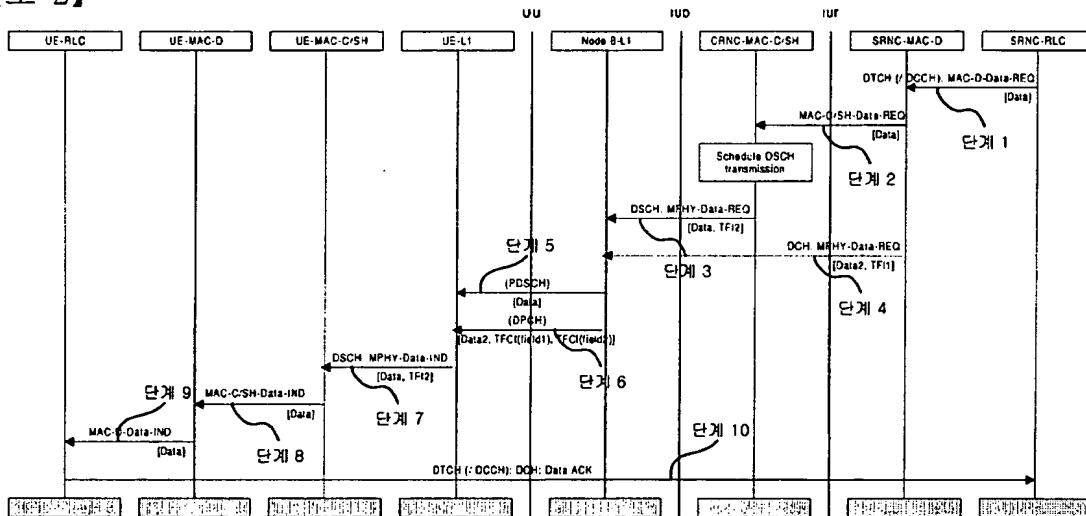 Uu Iub Iur
UE-RLC UE-MAC-D UE-MAC-C/SH UE-L1 Node B-L1 CRNC-MAC-C/SH SRNC-MAC-D SRNC-RLC
DTCH (/ DCCH). MAC-D-Data-REQ
[Data]
단계 1
MAC-C/SH-Data-REQ
[Data]
단계 2
Schedule DSCH
transmission
DSCH. MPHY-Data-REQ
[Data, TFI2]
단계 3
DCH. MPHY-Data-REQ
[Data2, TFI1]
단계 4
단계 5
(PDSCH)
[Data]
(DPCH)
[Data2, TFCI(field1), TFCI(field2)]
단계 6
DSCH MPHY-Data-IND
[Data, TFI2]
단계 7
MAC-C/SH-Data-IND
[Data]
단계 8
단계 9
MAC-D-Data-IND
[Data]
단계 10
DTCH (/ DCCH): DCH: Data ACK